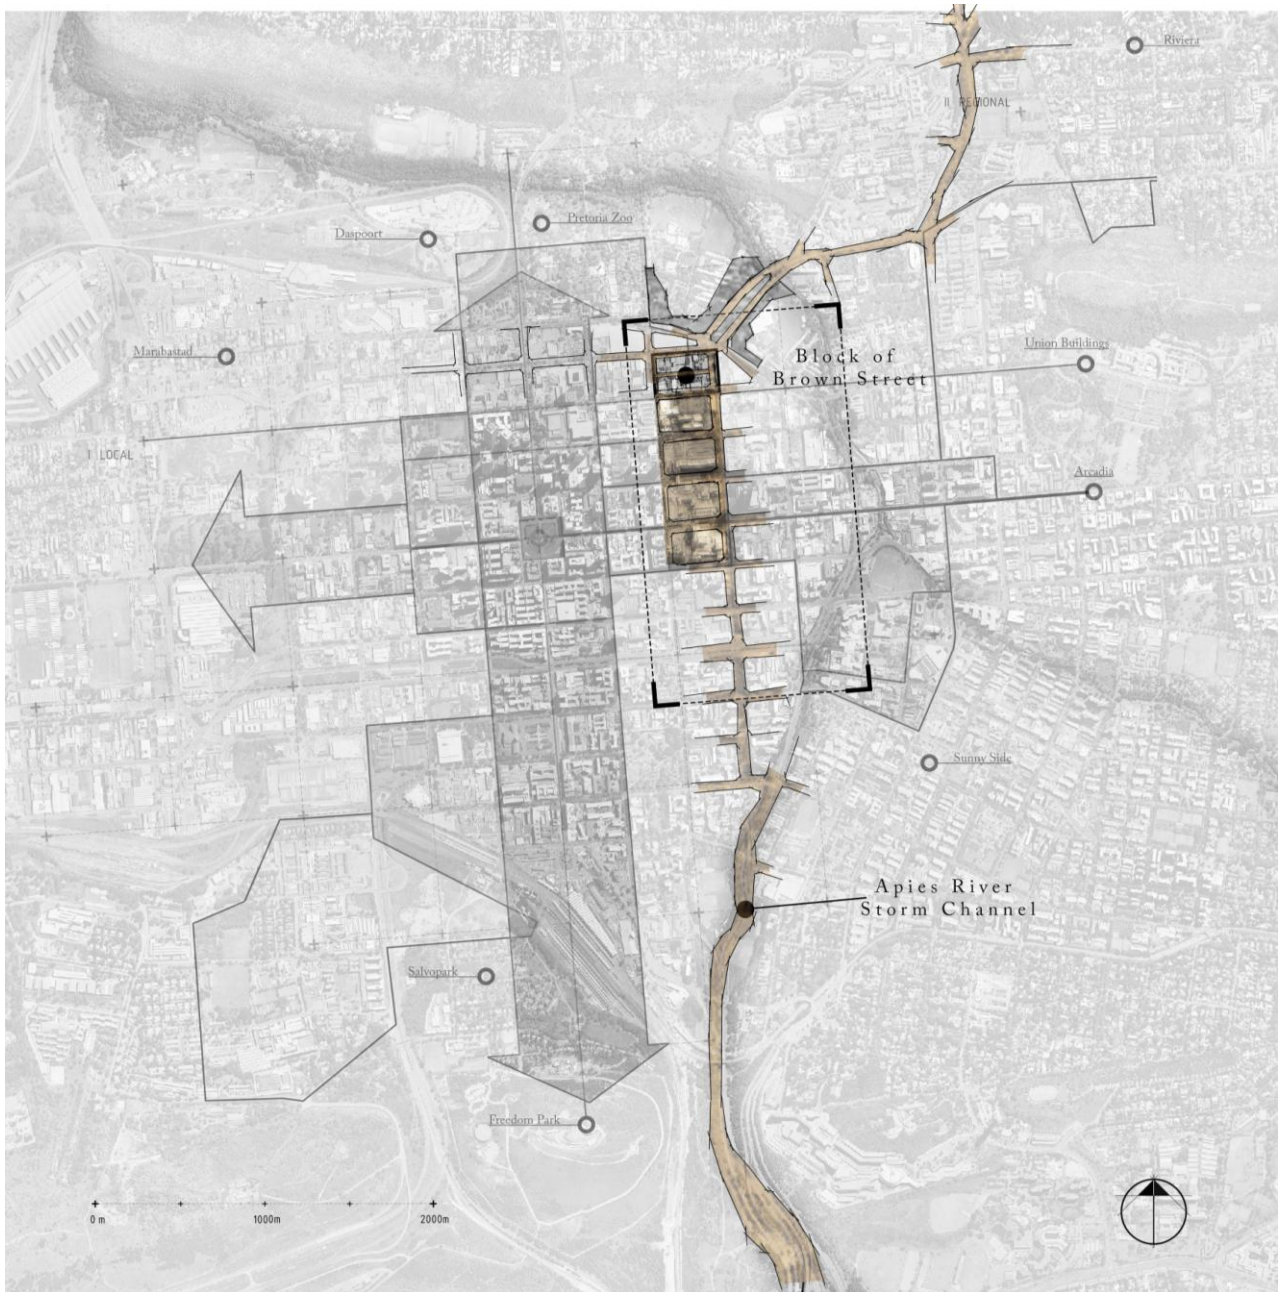 Riviera
II REGIONAL
Pretoria Zoo
Daspoort
Marabastad
Union Buildings
Block of
Brown Street
I LOCAL
Arcadia
Sunny Side
Apies River
Storm Channel
Salvopark
Freedom Park
0 m
1000m
2000m